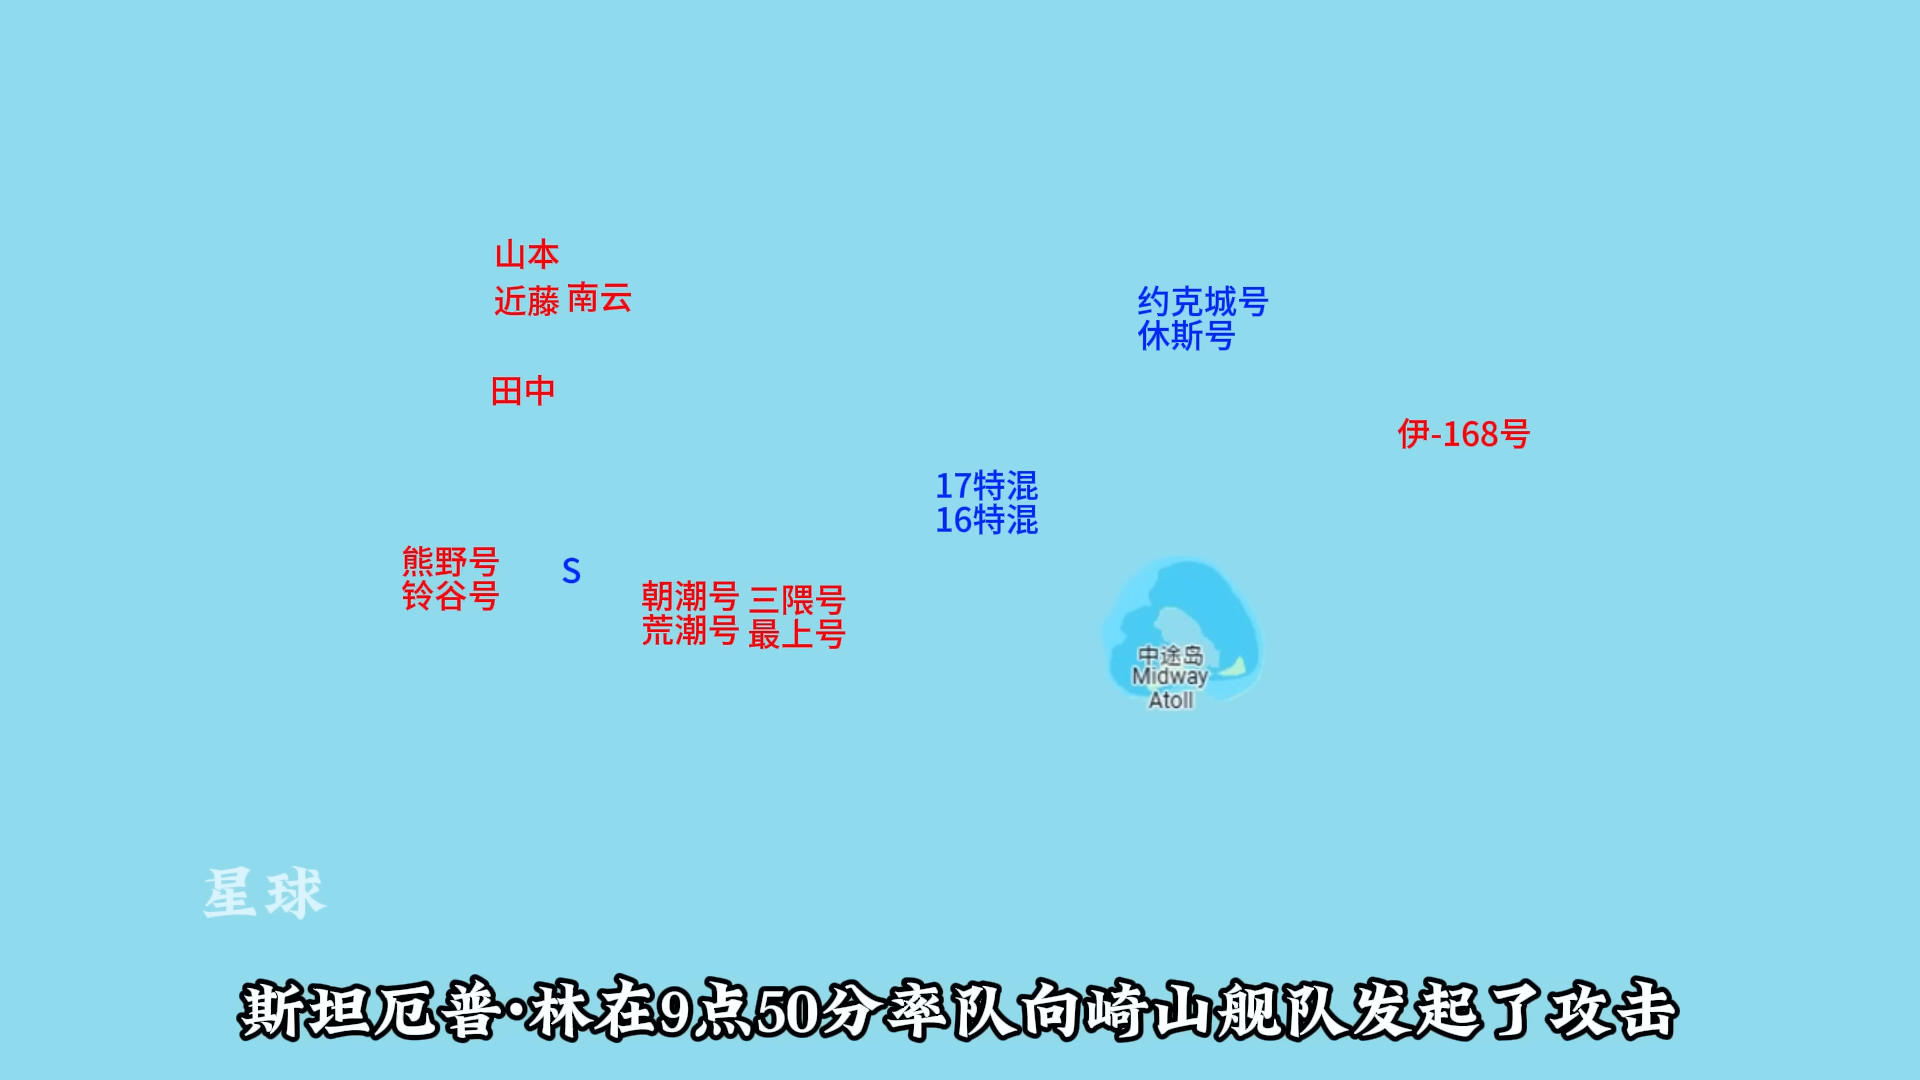 山本
近藤 南云
约克城号
休斯号
田中
伊-168号
17特混
16特混
熊野号
铃谷号
S
朝潮号 三隈号
荒潮号 最上号
中途岛
Midway
Atoll
星球
斯坦厄普·林在9点50分率队向崎山舰队发起了攻击